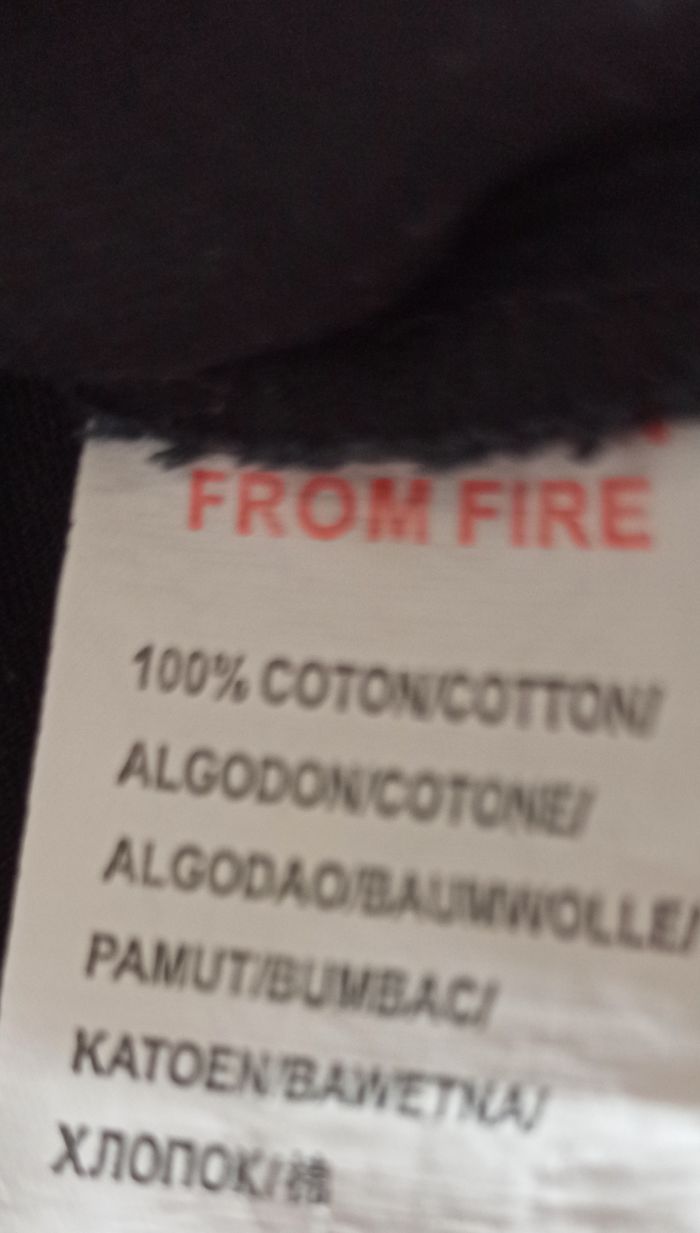 FROM FIRE
100% COTON/COTTON/
ALGODON/COTONE/
ALGODAO/BAUMWOLLE/
PAMUT/BUMBAC/
KATOEN/BAWETNA/
ХЛОПОК/棉